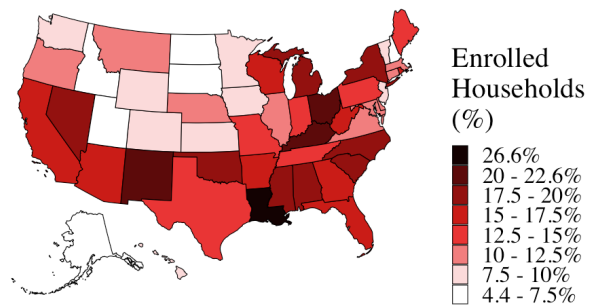 Enrolled
Households
(%)
26.6%
20 - 22.6%
17.5 - 20%
15 - 17.5%
12.5 - 15%
10 - 12.5%
7.5 - 10%
4.4 - 7.5%